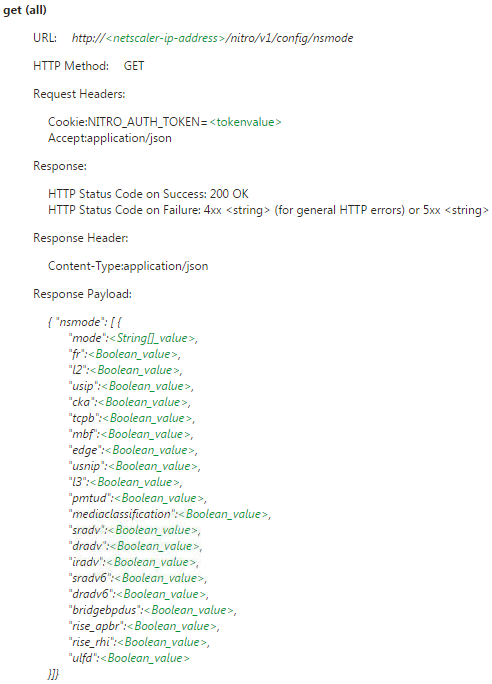 get (all)
URL: http://<netscaler-ip-address>/nitro/v1/config/nsmode
HTTP Method: GET
Request Headers:
Cookie:NITRO_AUTH_TOKEN=<tokenvalue>
Accept:application/json
Response:
HTTP Status Code on Success: 200 OK
HTTP Status Code on Failure: 4xx <string> (for general HTTP errors) or 5xx <string>
Response Header:
Content-Type:application/json
Response Payload:
{ "nsmode": [ {
"mode":<String[]_value>,
"fr":<Boolean_value>,
"l2":<Boolean_value>,
"usip":<Boolean_value>,
"cka":<Boolean_value>,
"tcpb":<Boolean_value>,
"mbf":<Boolean_value>,
"edge":<Boolean_value>,
"usnip":<Boolean_value>,
"l3":<Boolean_value>,
"pmtud":<Boolean_value>,
"mediaclassification":<Boolean_value>,
"sradv":<Boolean_value>,
"dradv":<Boolean_value>,
"iradv":<Boolean_value>,
"sradv6":<Boolean_value>,
"dradv6":<Boolean_value>,
"bridgebpdus":<Boolean_value>,
"rise_apbr":<Boolean_value>,
"rise_rhi":<Boolean_value>,
"ulfd":<Boolean_value>
}]}